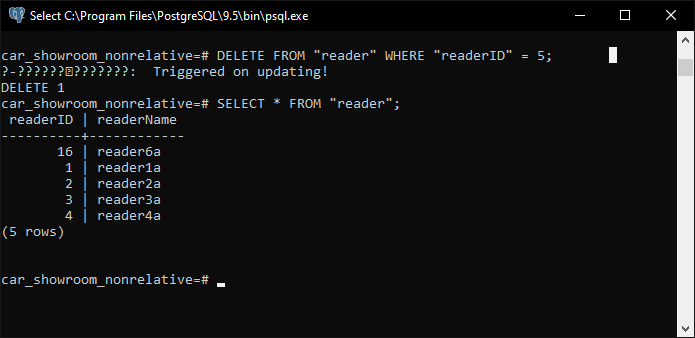 Select C:\Program Files\PostgreSQL\9.5\bin\psql.exe
car_showroom_nonrelative=# DELETE FROM "reader" WHERE "readerID" = 5;
?-??????⍰???????:  Triggered on updating!
DELETE 1
car_showroom_nonrelative=# SELECT * FROM "reader";
 readerID | readerName
----------+------------
       16 | reader6a
        1 | reader1a
        2 | reader2a
        3 | reader3a
        4 | reader4a
(5 rows)
car_showroom_nonrelative=#